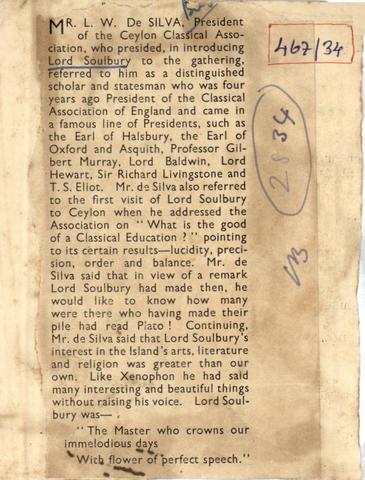 MR. L. W. De SILVA, President
of the Ceylon Classical Asso-
ciation, who presided, in introducing
Lord Soulbury to the gathering,
referred to him as a distinguished
scholar and statesman who was four
years ago President of the Classical
Association of England and came in
a famous line of Presidents, such as
the Earl of Halsbury, the Earl of
Oxford and Asquith, Professor Gil-
bert Murray, Lord Baldwin, Lord
Hewart, Sir Richard Livingstone and
T. S. Eliot. Mr. de Silva also referred
to the first visit of Lord Soulbury
to Ceylon when he addressed the
Association on "What is the good
of a Classical Education?" pointing
to its certain results—lucidity, preci-
sion, order and balance. Mr. de
Silva said that in view of a remark
Lord Soulbury had made then, he
would like to know how many
were there who having made their
pile had read Plato! Continuing,
Mr. de Silva said that Lord Soulbury's
interest in the Island's arts, literature
and religion was greater than our
own. Like Xenophon he had said
many interesting and beautiful things
without raising his voice. Lord Soul-
bury was—
"The Master who crowns our
immelodious days
With flower of perfect speech."
467/34
2834